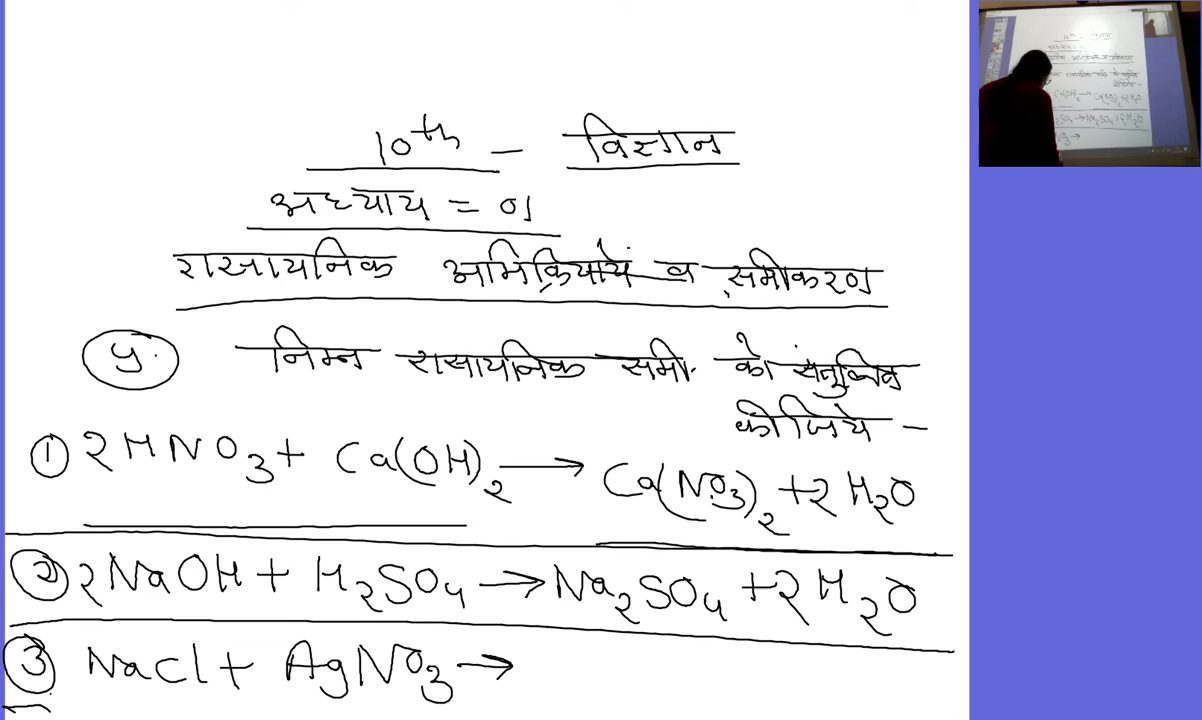 10th - विज्ञान
अध्याय = 01
रासायनिक अभिक्रियायें व समीकरण
y. निम्न रासायनिक समी. को संतुलित
कीजिये -
① 2HNO3 + Ca(OH)2 → Ca(NO3)2 + 2H2O
② 2NaOH + H2SO4 → Na2SO4 + 2H2O
③ NaCl + AgNO3 →